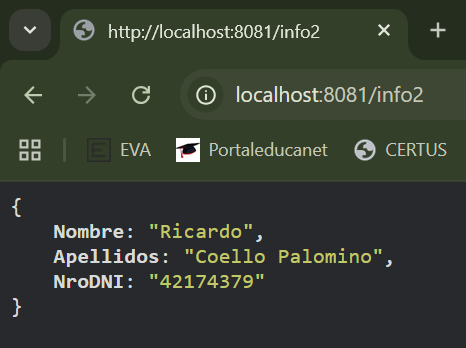 http://localhost:8081/info2
localhost:8081/info2
EVA Portaleducanet CERTUS
{
Nombre: "Ricardo",
Apellidos: "Coello Palomino",
NroDNI: "42174379"
}